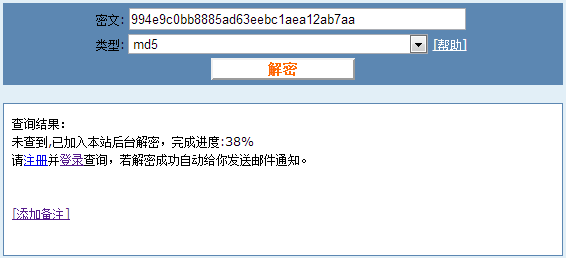 密文: 994e9c0bb8885ad63eebc1aea12ab7aa
类型: md5 [帮助]
解密
查询结果:
未查到,已加入本站后台解密，完成进度:38%
请注册并登录查询，若解密成功自动给你发送邮件通知。
[添加备注]